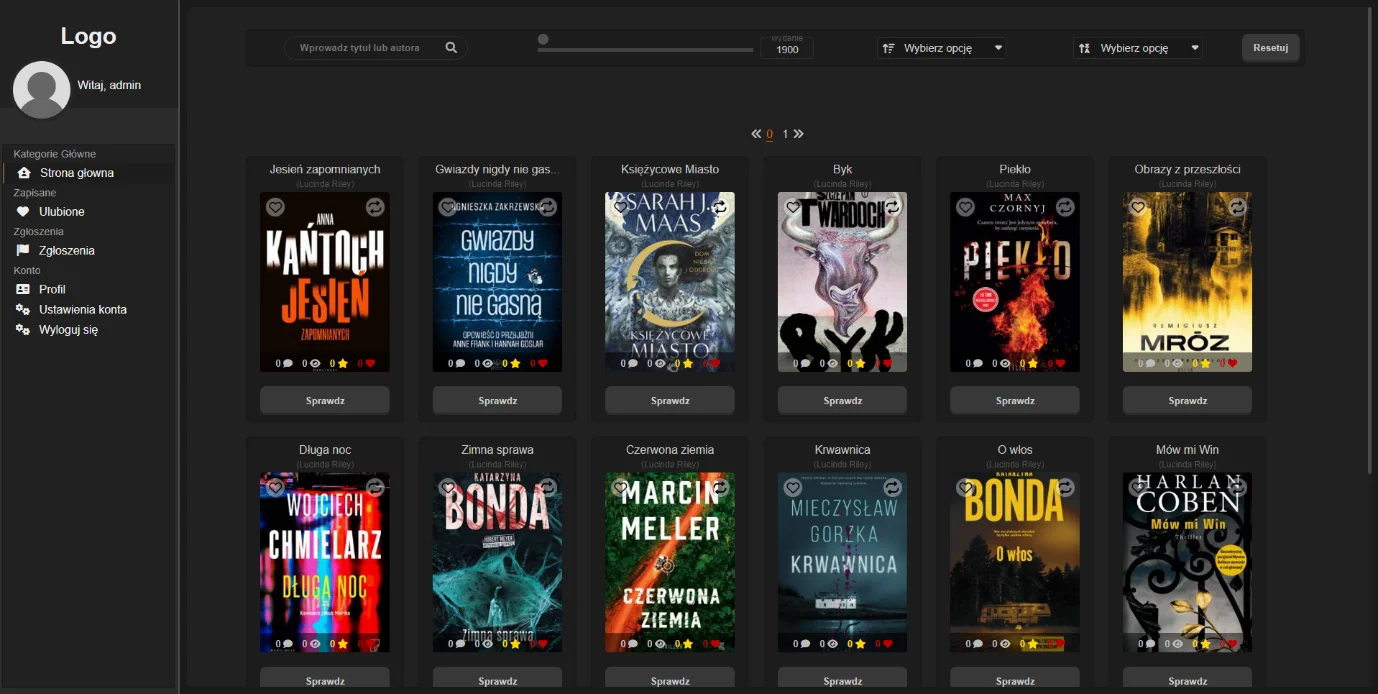 Logo
Witaj, admin
Kategorie Główne
Strona głowna
Zapisane
Ulubione
Zgłoszenia
Zgłoszenia
Konto
Profil
Ustawienia konta
Wyloguj się
Wprowadz tytuł lub autora
wydanie
1900
Wybierz opcję
Wybierz opcję
Resetuj
0 1
Jesień zapomnianych
(Lucinda Riley)
ANNA
KAŃTOCH
JESIEŃ
ZAPOMNIANYCH
0 0 0 0
Sprawdz
Gwiazdy nigdy nie gas...
(Lucinda Riley)
AGNIESZKA ZAKRZEWSKA
GWIAZDY
NIGDY
NIE GASNĄ
OPOWIEŚĆ O PRZYJAŹNI
ANNE FRANK I HANNAH GOSLAR
0 0 0 0
Sprawdz
Księżycowe Miasto
(Lucinda Riley)
SARAH J.
MAAS
DOM
NIEBA
KSIĘŻYCOWE
MIASTO
0 0 0 0
Sprawdz
Byk
(Lucinda Riley)
SZCZEPAN
TWARDOCH
BYK
0 0 0 0
Sprawdz
Piekło
(Lucinda Riley)
MAX
CZORNYJ
PIEKŁO
0 0 0 0
Sprawdz
Obrazy z przeszłości
(Lucinda Riley)
REMIGIUSZ
MRÓZ
0 0 0 0
Sprawdz
Długa noc
(Lucinda Riley)
WOJCIECH
CHMIELARZ
DŁUGA NOC
0 0 0 0
Sprawdz
Zimna sprawa
(Lucinda Riley)
KATARZYNA
BONDA
Zimna sprawa
0 0 0 0
Sprawdz
Czerwona ziemia
(Lucinda Riley)
MARCIN
MELLER
CZERWONA
ZIEMIA
0 0 0 0
Sprawdz
Krwawnica
(Lucinda Riley)
MIECZYSŁAW
GORZKA
KRWAWNICA
0 0 0 0
Sprawdz
O włos
(Lucinda Riley)
KATARZYNA
BONDA
O włos
0 0 0 0
Sprawdz
Mów mi Win
(Lucinda Riley)
HARLAN
COBEN
Mów mi Win
Thriller
0 0 0 0
Sprawdz